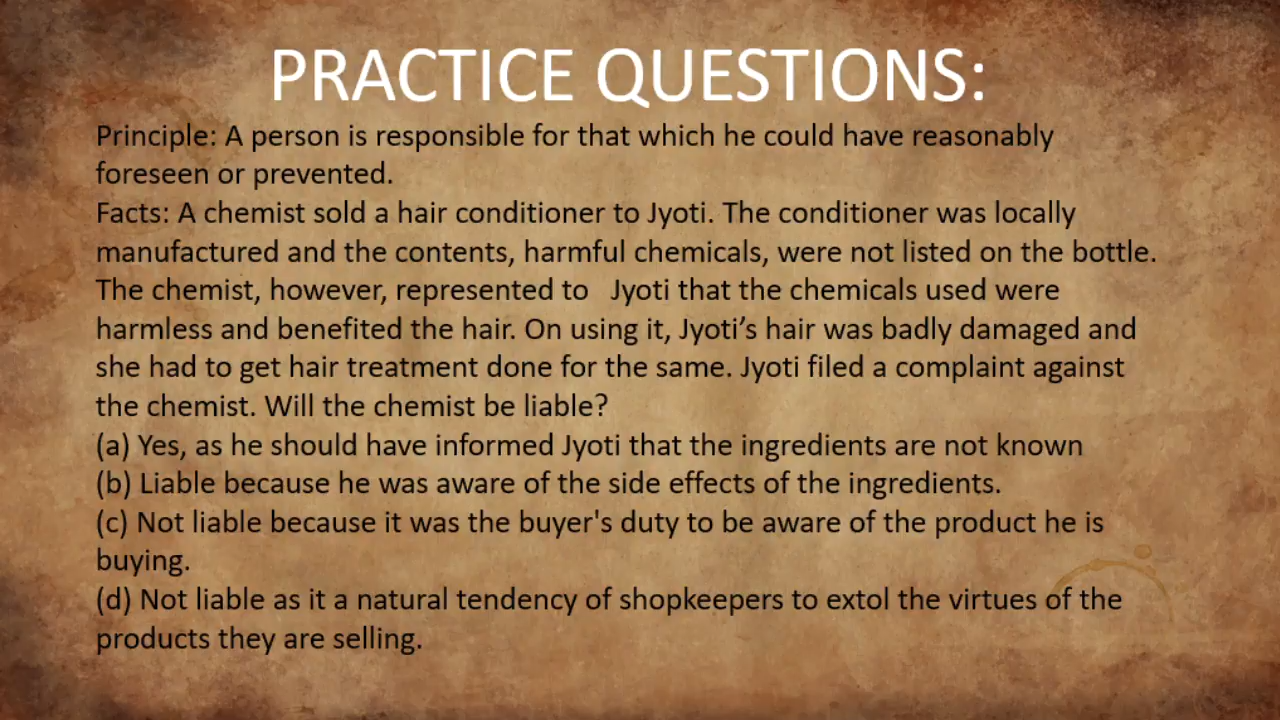 PRACTICE QUESTIONS:
Principle: A person is responsible for that which he could have reasonably
foreseen or prevented.
Facts: A chemist sold a hair conditioner to Jyoti. The conditioner was locally
manufactured and the contents, harmful chemicals, were not listed on the bottle.
The chemist, however, represented to Jyoti that the chemicals used were
harmless and benefited the hair. On using it, Jyoti’s hair was badly damaged and
she had to get hair treatment done for the same. Jyoti filed a complaint against
the chemist. Will the chemist be liable?
(a) Yes, as he should have informed Jyoti that the ingredients are not known
(b) Liable because he was aware of the side effects of the ingredients.
(c) Not liable because it was the buyer's duty to be aware of the product he is
buying.
(d) Not liable as it a natural tendency of shopkeepers to extol the virtues of the
products they are selling.